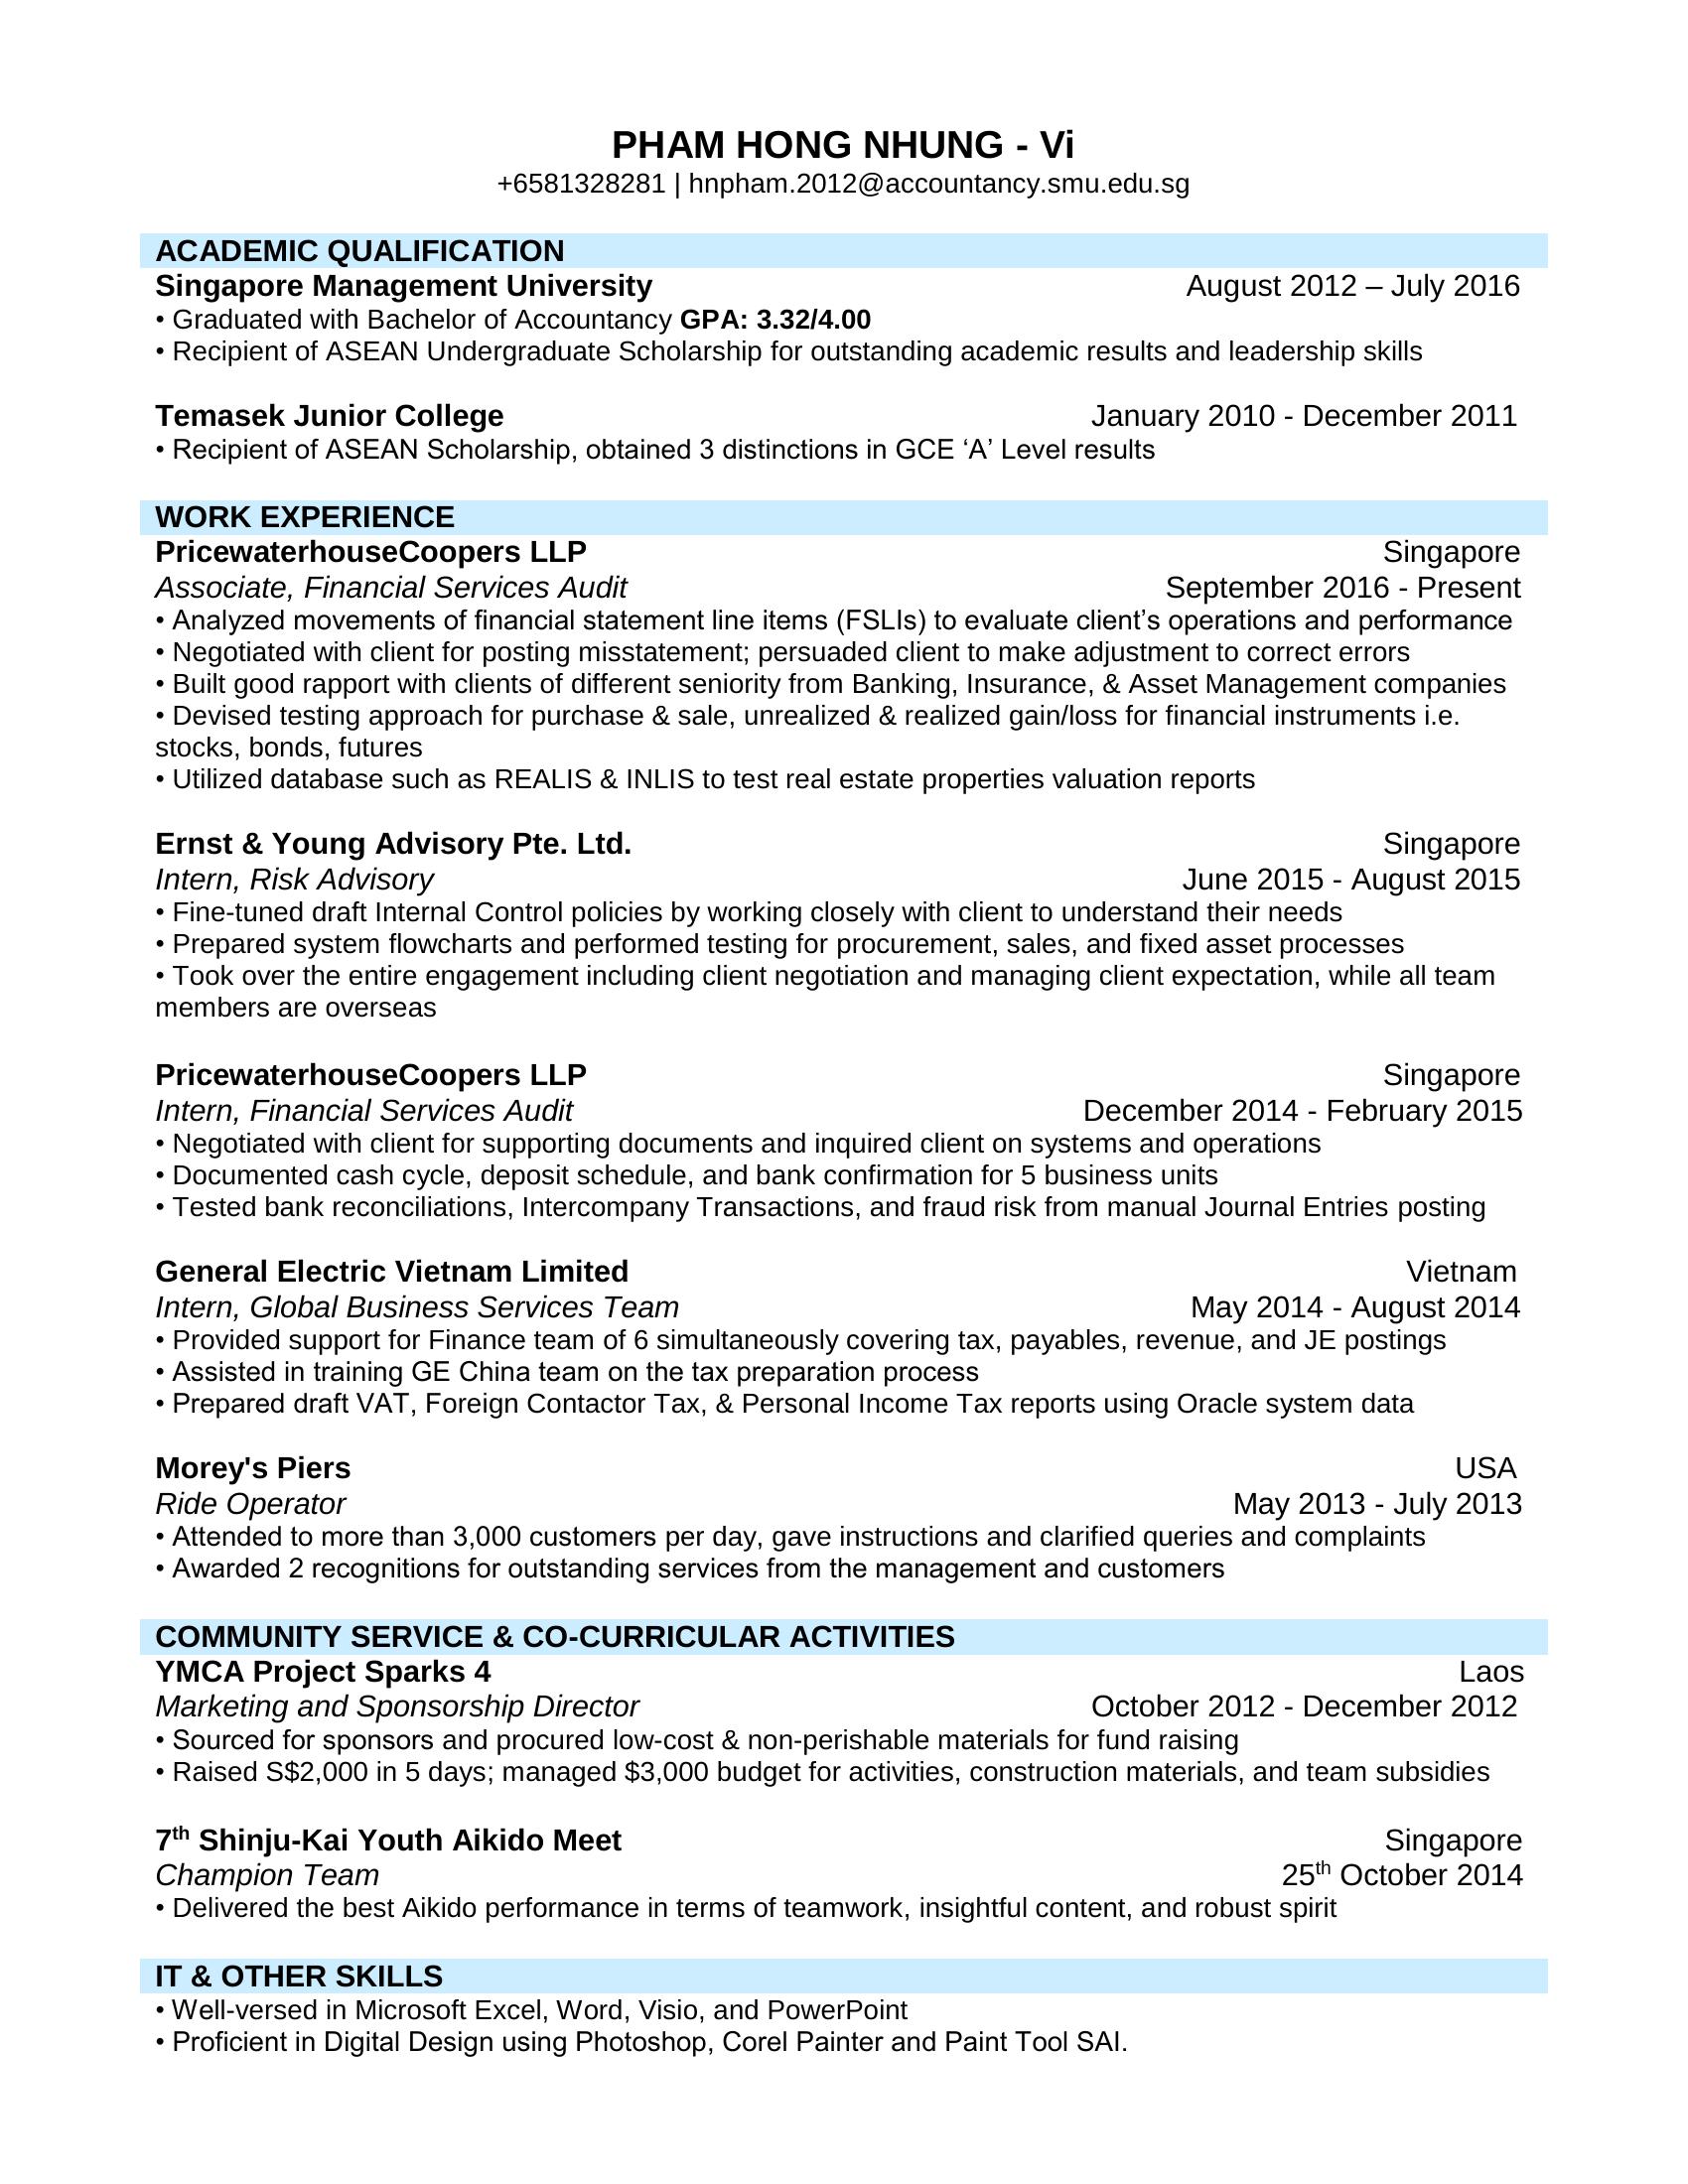 PHAM HONG NHUNG - Vi
+6581328281 | hnpham.2012@accountancy.smu.edu.sg
ACADEMIC QUALIFICATION
Singapore Management University August 2012 – July 2016
• Graduated with Bachelor of Accountancy GPA: 3.32/4.00
• Recipient of ASEAN Undergraduate Scholarship for outstanding academic results and leadership skills
Temasek Junior College January 2010 - December 2011
• Recipient of ASEAN Scholarship, obtained 3 distinctions in GCE ‘A’ Level results
WORK EXPERIENCE
PricewaterhouseCoopers LLP Singapore
Associate, Financial Services Audit September 2016 - Present
• Analyzed movements of financial statement line items (FSLIs) to evaluate client’s operations and performance
• Negotiated with client for posting misstatement; persuaded client to make adjustment to correct errors
• Built good rapport with clients of different seniority from Banking, Insurance, & Asset Management companies
• Devised testing approach for purchase & sale, unrealized & realized gain/loss for financial instruments i.e.
stocks, bonds, futures
• Utilized database such as REALIS & INLIS to test real estate properties valuation reports
Ernst & Young Advisory Pte. Ltd. Singapore
Intern, Risk Advisory June 2015 - August 2015
• Fine-tuned draft Internal Control policies by working closely with client to understand their needs
• Prepared system flowcharts and performed testing for procurement, sales, and fixed asset processes
• Took over the entire engagement including client negotiation and managing client expectation, while all team
members are overseas
PricewaterhouseCoopers LLP Singapore
Intern, Financial Services Audit December 2014 - February 2015
• Negotiated with client for supporting documents and inquired client on systems and operations
• Documented cash cycle, deposit schedule, and bank confirmation for 5 business units
• Tested bank reconciliations, Intercompany Transactions, and fraud risk from manual Journal Entries posting
General Electric Vietnam Limited Vietnam
Intern, Global Business Services Team May 2014 - August 2014
• Provided support for Finance team of 6 simultaneously covering tax, payables, revenue, and JE postings
• Assisted in training GE China team on the tax preparation process
• Prepared draft VAT, Foreign Contactor Tax, & Personal Income Tax reports using Oracle system data
Morey's Piers USA
Ride Operator May 2013 - July 2013
• Attended to more than 3,000 customers per day, gave instructions and clarified queries and complaints
• Awarded 2 recognitions for outstanding services from the management and customers
COMMUNITY SERVICE & CO-CURRICULAR ACTIVITIES
YMCA Project Sparks 4 Laos
Marketing and Sponsorship Director October 2012 - December 2012
• Sourced for sponsors and procured low-cost & non-perishable materials for fund raising
• Raised S$2,000 in 5 days; managed $3,000 budget for activities, construction materials, and team subsidies
7th Shinju-Kai Youth Aikido Meet Singapore
Champion Team 25th October 2014
• Delivered the best Aikido performance in terms of teamwork, insightful content, and robust spirit
IT & OTHER SKILLS
• Well-versed in Microsoft Excel, Word, Visio, and PowerPoint
• Proficient in Digital Design using Photoshop, Corel Painter and Paint Tool SAI.